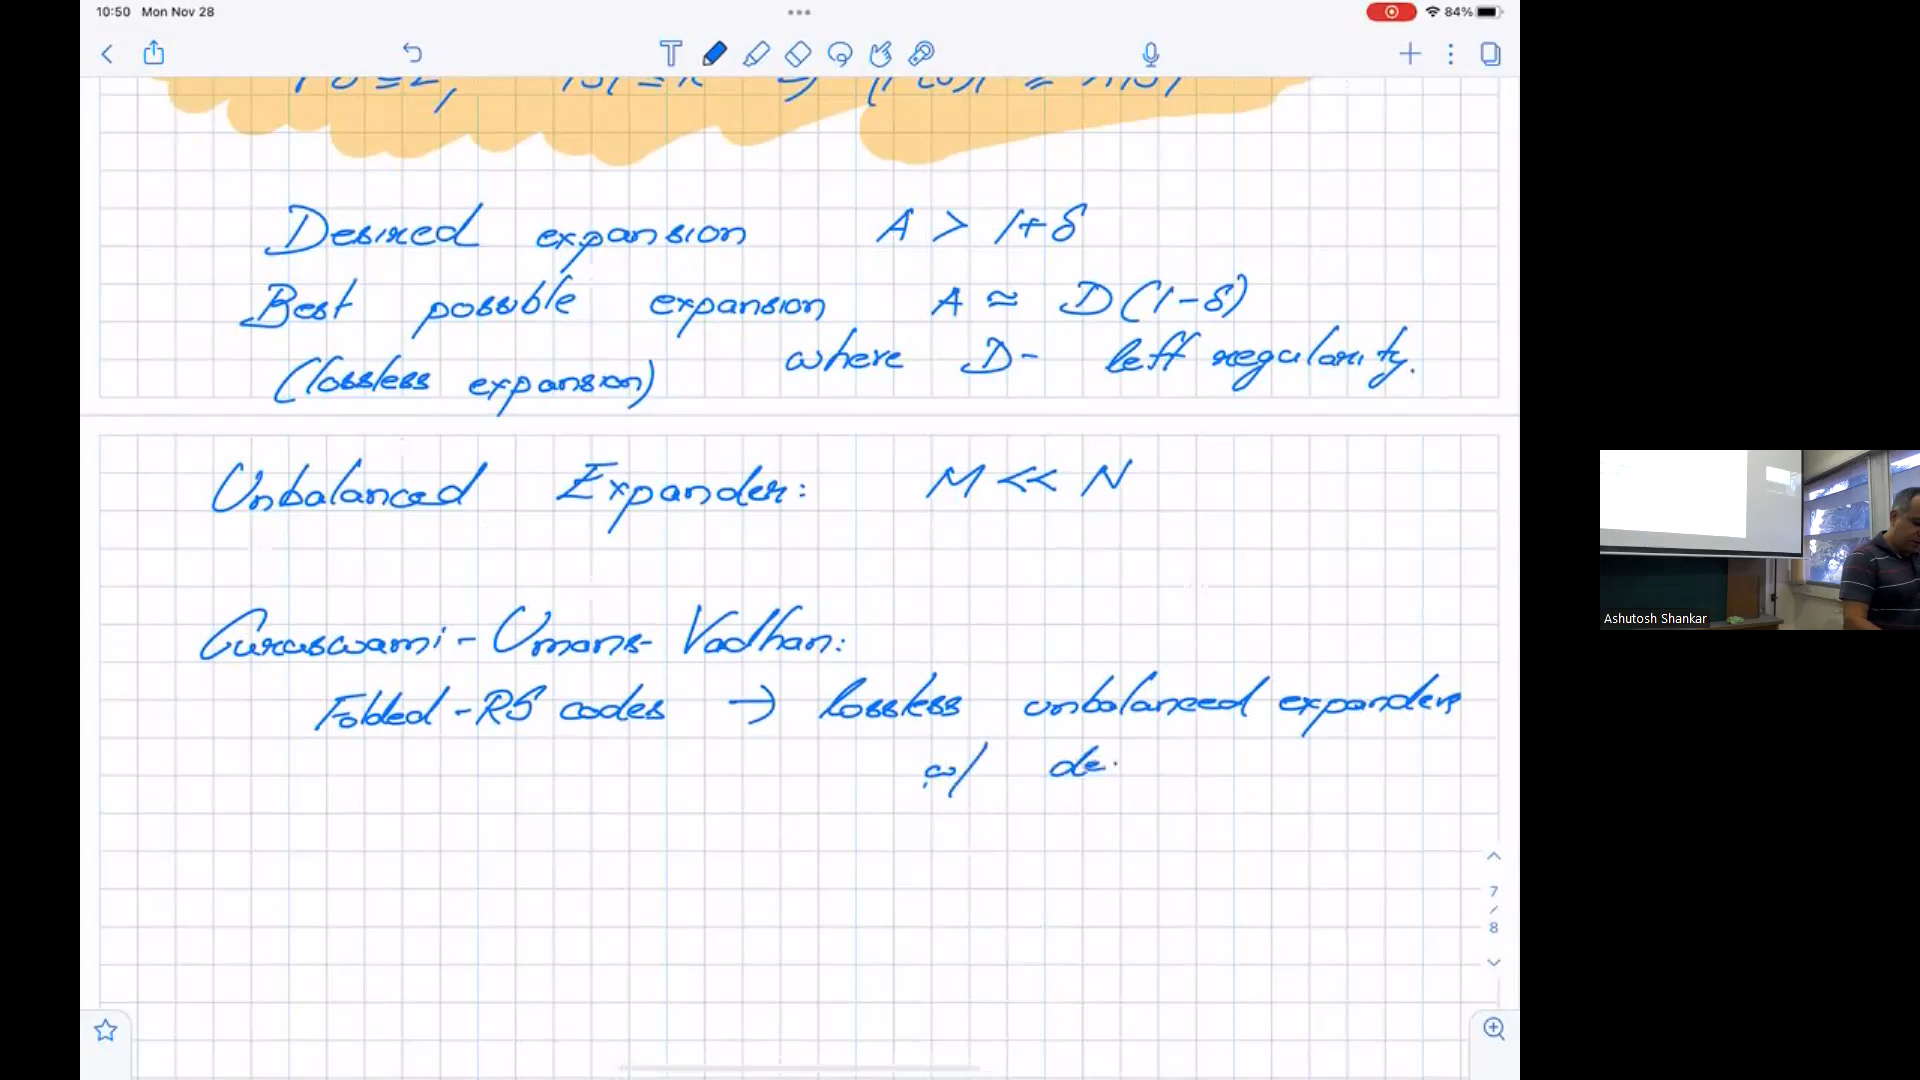 10:50 Mon Nov 28
84%
Desired expansion A > 1+δ
Best possible expansion A ≈ D(1-δ)
(lossless expansion) where D- left regularity.
Unbalanced Expander: M << N
Guruswami - Umans- Vadhan:
Folded-RS codes → lossless unbalanced expanders
w/ de
7
/
8
Ashutosh Shankar